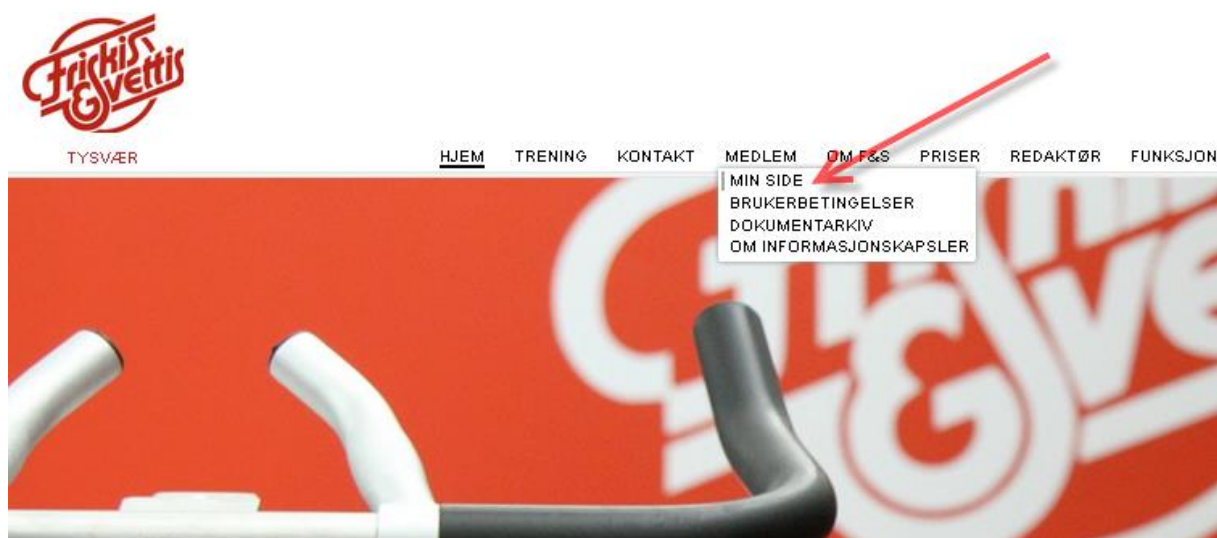 Friskis
&Svettis
TYSVÆR
HJEM TRENING KONTAKT MEDLEM OM F&S PRISER REDAKTØR FUNKSJON
MIN SIDE
BRUKERBETINGELSER
DOKUMENTARKIV
OM INFORMASJONSKAPSLER